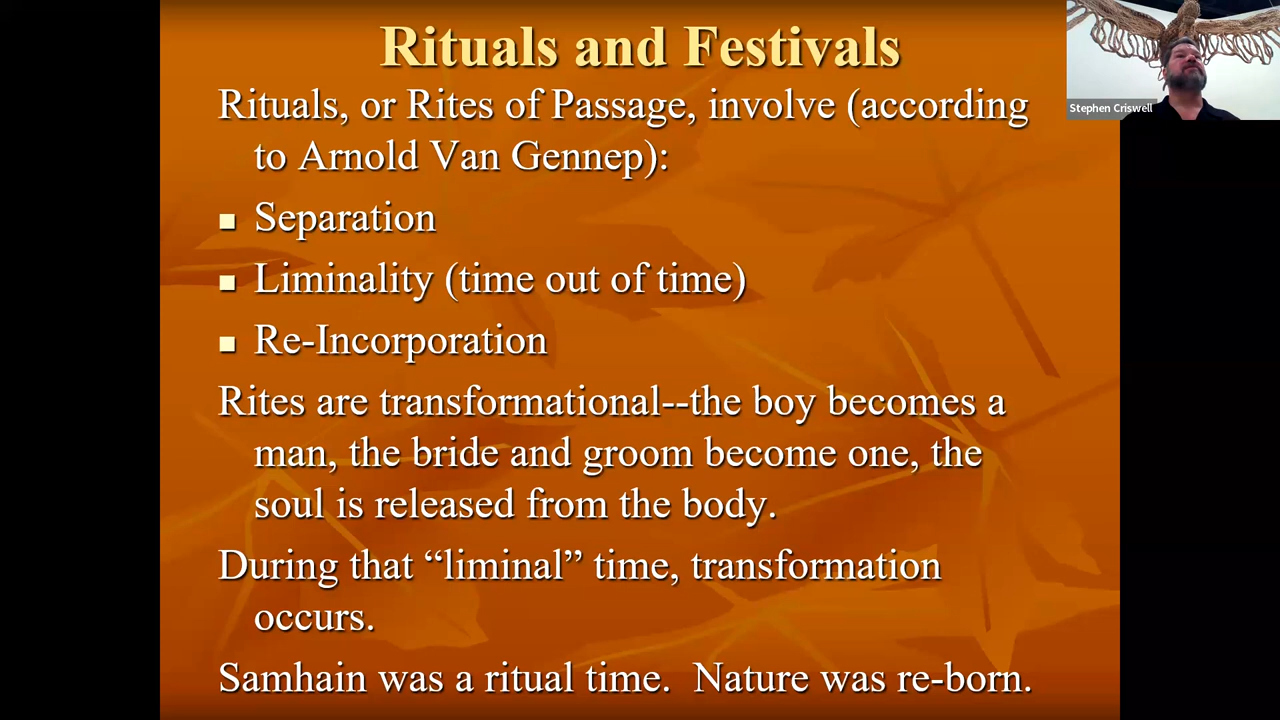 Rituals and Festivals
Rituals, or Rites of Passage, involve (according
to Arnold Van Gennep):
Separation
Liminality (time out of time)
Re-Incorporation
Rites are transformational--the boy becomes a
man, the bride and groom become one, the
soul is released from the body.
During that “liminal” time, transformation
occurs.
Samhain was a ritual time.  Nature was re-born.
Stephen Criswell